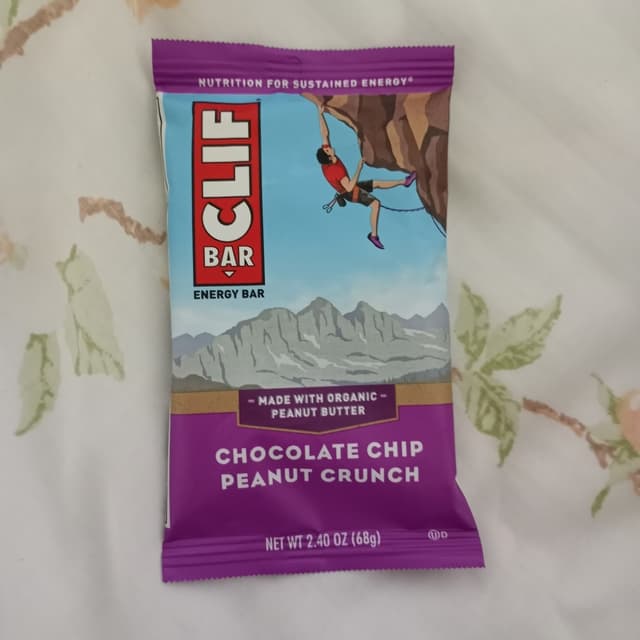 NUTRITION FOR SUSTAINED ENERGY®
CLIF
BAR
ENERGY BAR
- MADE WITH ORGANIC -
PEANUT BUTTER
CHOCOLATE CHIP
PEANUT CRUNCH
NET WT 2.40 OZ (68g)
Ⓤ D